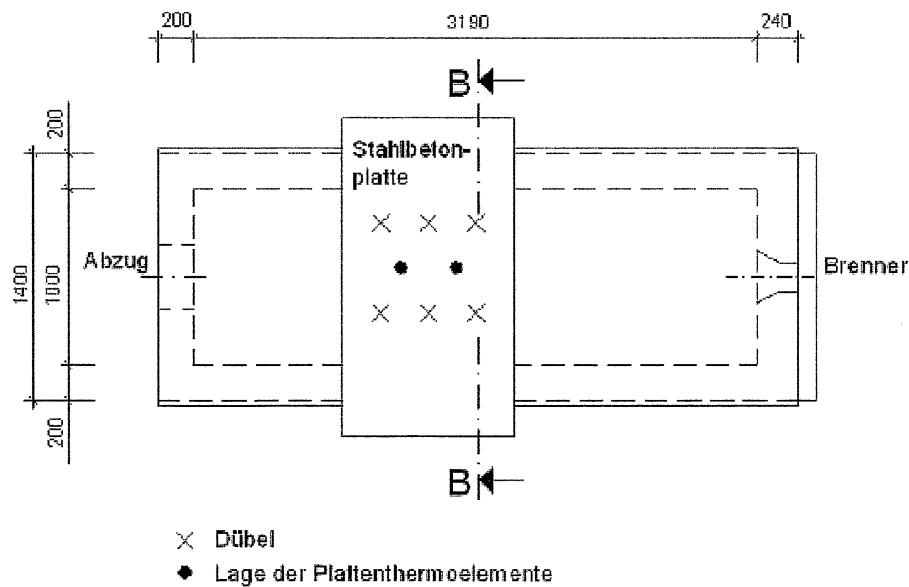 200 3190 240
B
200
Stahlbeton-
platte
Abzug
Brenner
1400
1000
200
B
Dübel
Lage der Plattenthermoelemente